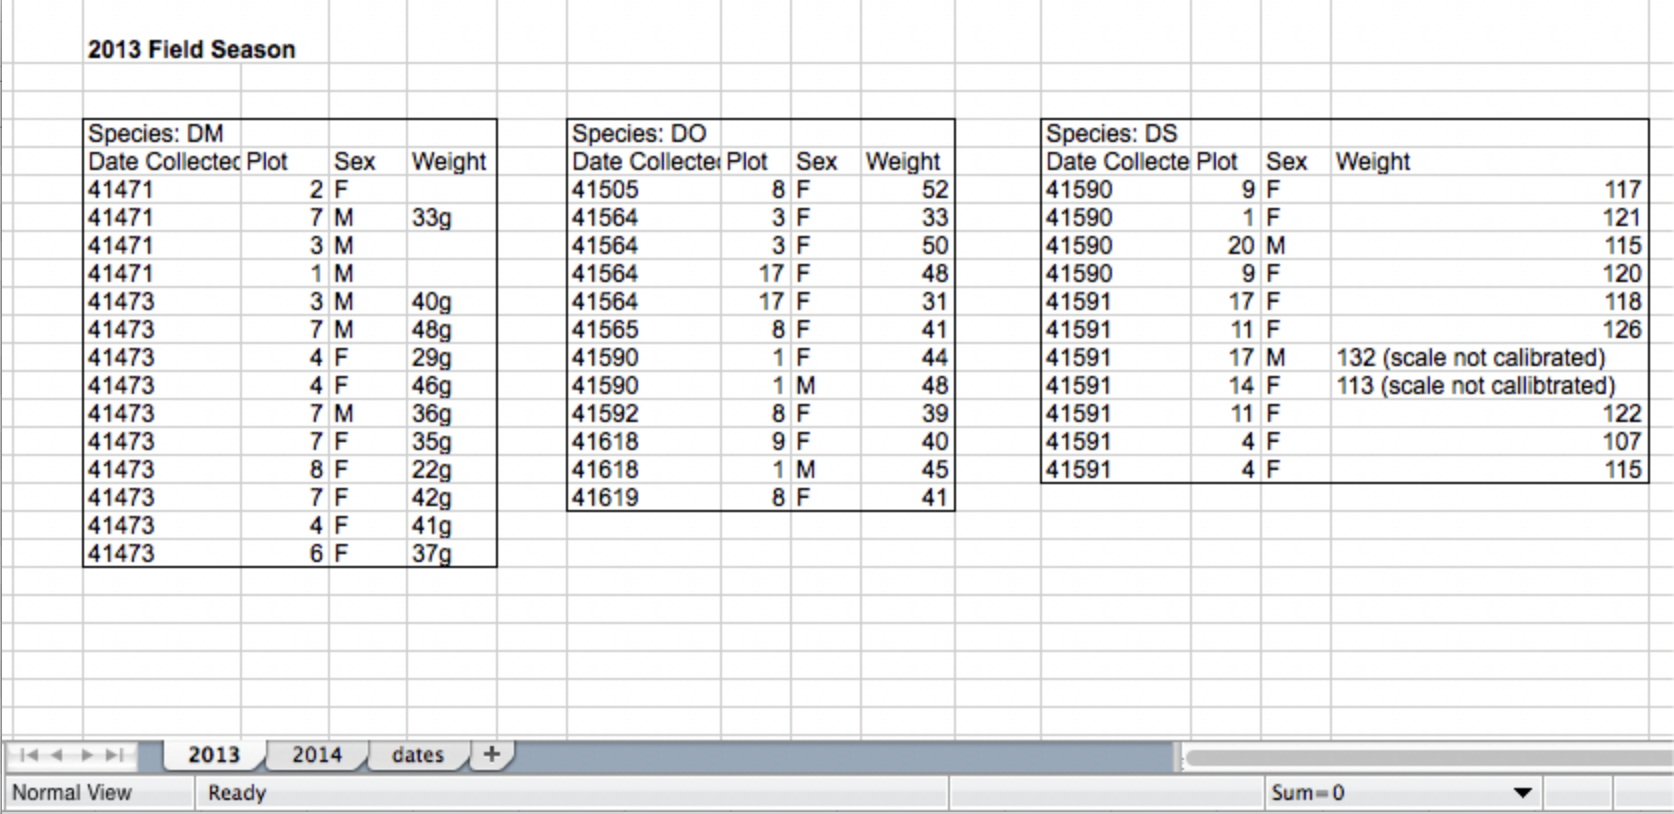 2013 Field Season
Species: DM Species: DO Species: DS
Date Collected Plot Sex Weight Date Collected Plot Sex Weight Date Collecte Plot Sex Weight
41471 2 F 41505 8 F 52 41590 9 F 117
41471 7 M 33g 41564 3 F 33 41590 1 F 121
41471 3 M 41564 3 F 50 41590 20 M 115
41471 1 M 41564 17 F 48 41590 9 F 120
41473 3 M 40g 41564 17 F 31 41591 17 F 118
41473 7 M 48g 41565 8 F 41 41591 11 F 126
41473 4 F 29g 41590 1 F 44 41591 17 M 132 (scale not calibrated)
41473 4 F 46g 41590 1 M 48 41591 14 F 113 (scale not callibtrated)
41473 7 M 36g 41592 8 F 39 41591 11 F 122
41473 7 F 35g 41618 9 F 40 41591 4 F 107
41473 8 F 22g 41618 1 M 45 41591 4 F 115
41473 7 F 42g 41619 8 F 41
41473 4 F 41g
41473 6 F 37g
2013 2014 dates +
Normal View Ready Sum=0